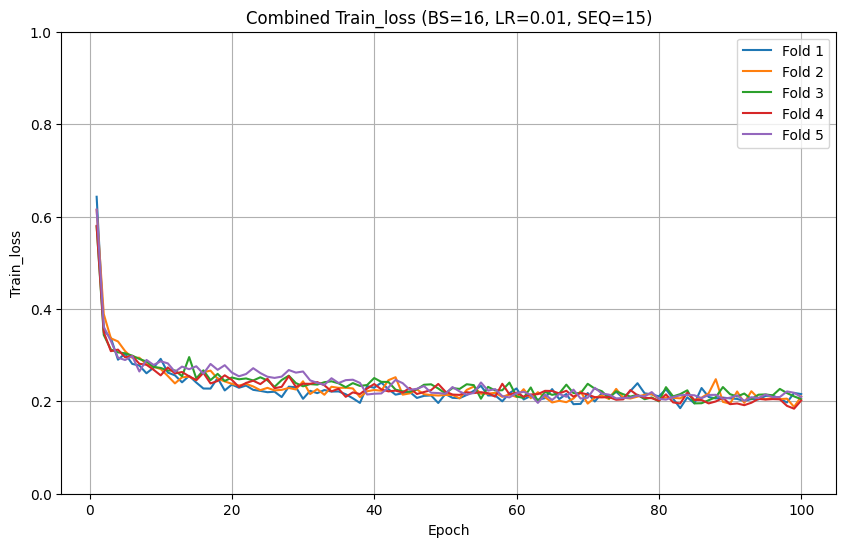 Combined Train_loss (BS=16, LR=0.01, SEQ=15)
Train_loss
1.0
0.8
0.6
0.4
0.2
0.0
Fold 1
Fold 2
Fold 3
Fold 4
Fold 5
0
20
40
60
80
100
Epoch